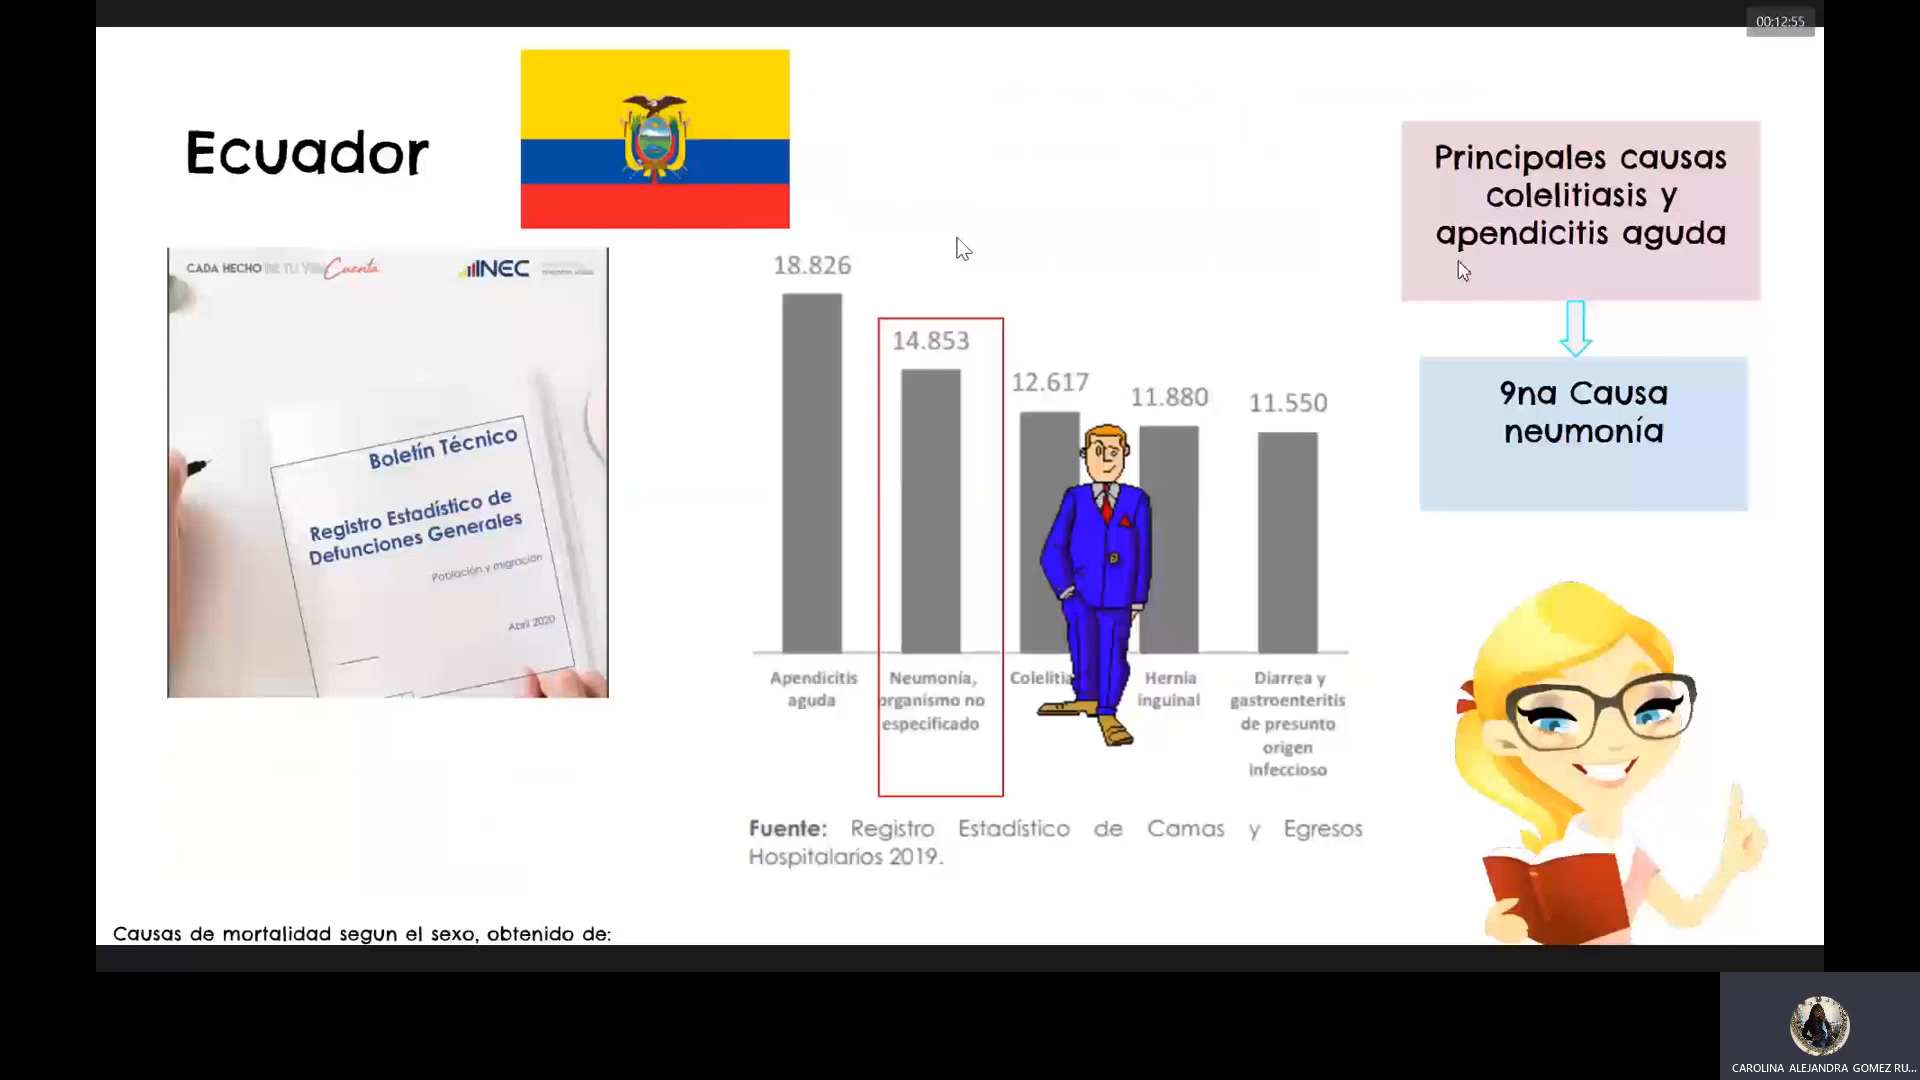 00:12:55
Ecuador
CADA HECHO DE TU VIDA Cuenta
INEC
Boletín Técnico
Registro Estadístico de
Defunciones Generales
Población y migración
Abril 2020
18.826
14.853
12.617
11.880
11.550
Apendicitis
aguda
Neumonía,
organismo no
especificado
Colelitia
Hernia
inguinal
Diarrea y
gastroenteritis
de presunto
origen
infeccioso
Fuente: Registro Estadístico de Camas y Egresos
Hospitalarios 2019.
Principales causas
colelitiasis y
apendicitis aguda
9na Causa
neumonía
Causas de mortalidad segun el sexo, obtenido de:
CAROLINA ALEJANDRA GOMEZ RU...